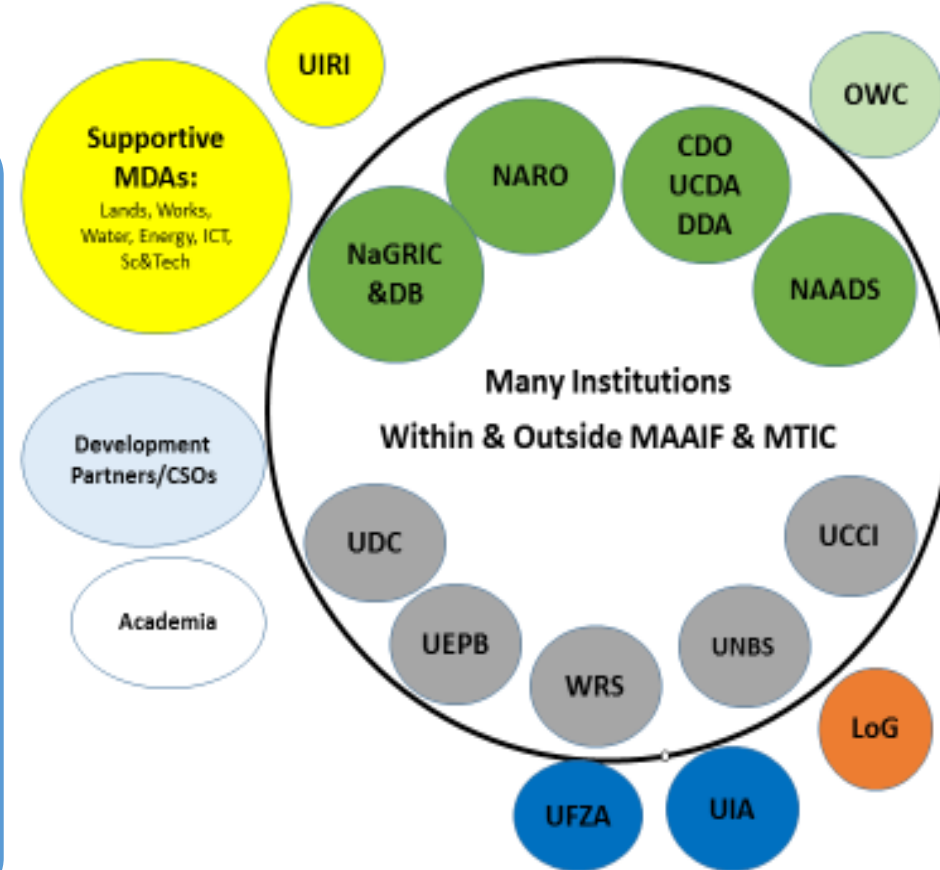 UIRI
OWC
Supportive
MDAs:
Lands, Works,
Water, Energy, ICT,
Sc&Tech
NARO
CDO
UCDA
DDA
NaGRIC
&DB
NAADS
Many Institutions
Within & Outside MAAIF & MTIC
Development
Partners/CSOs
UDC
UCCI
Academia
UEPB
UNBS
WRS
LoG
UFZA
UIA